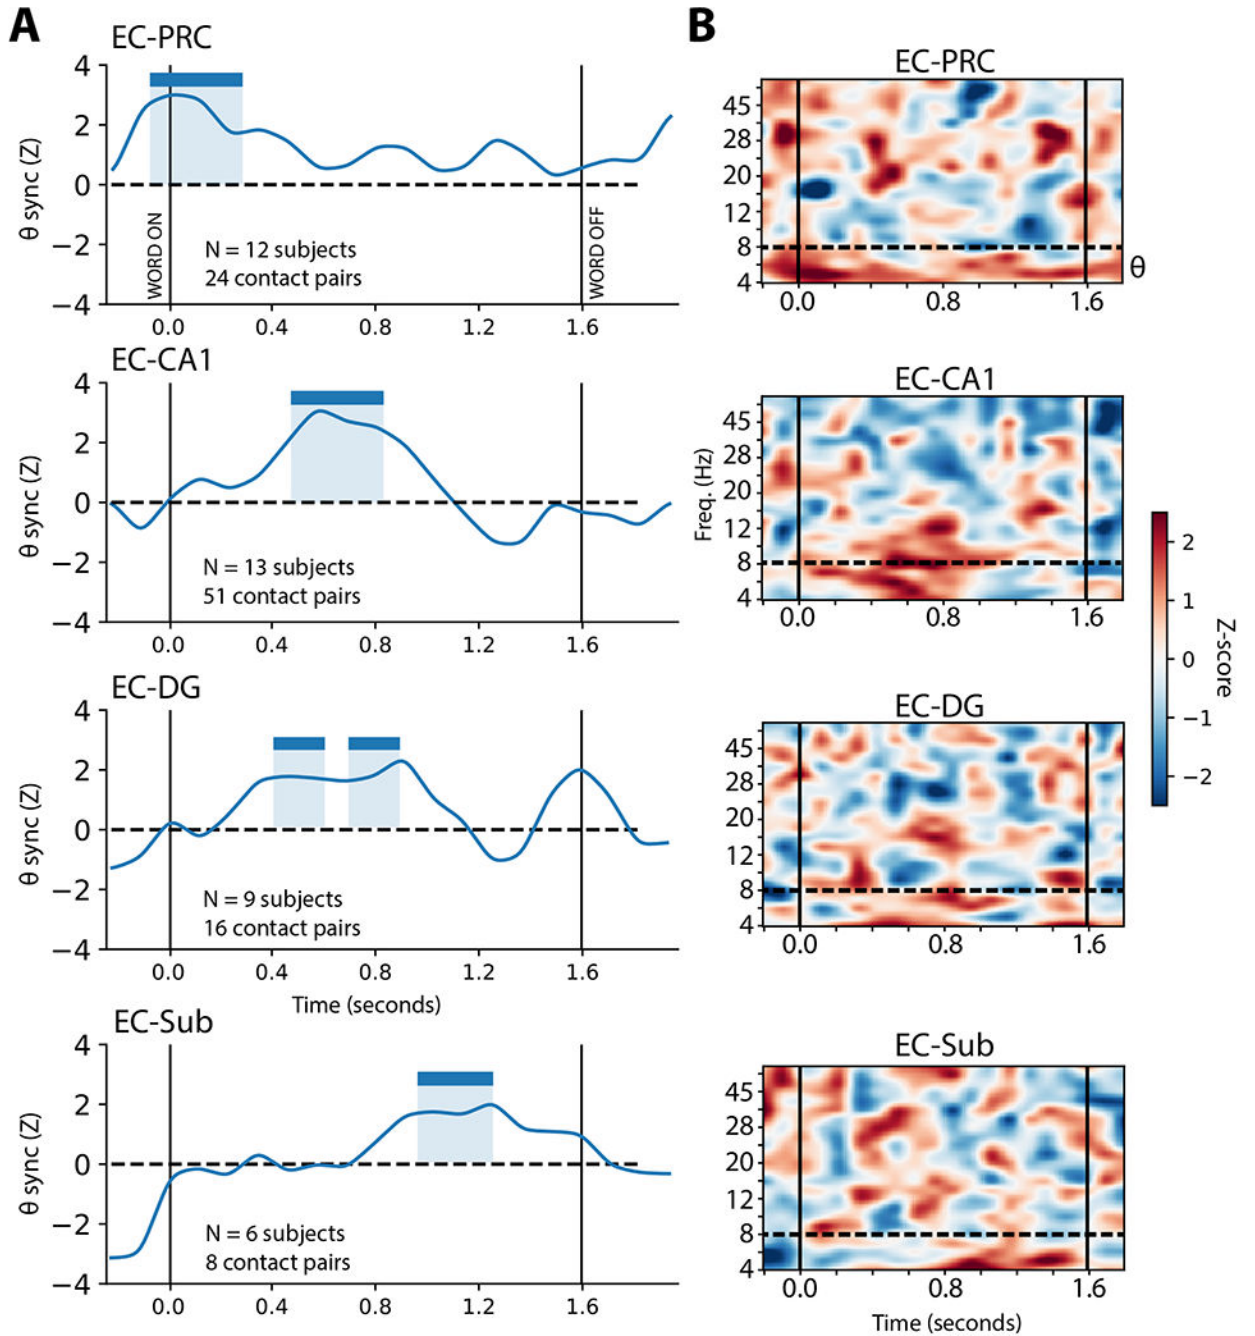 A
EC-PRC
4
2
0
−2
−4
θ sync (Z)
WORD ON
WORD OFF
N = 12 subjects
24 contact pairs
0.0 0.4 0.8 1.2 1.6
EC-CA1
4
2
0
−2
−4
θ sync (Z)
N = 13 subjects
51 contact pairs
0.0 0.4 0.8 1.2 1.6
EC-DG
4
2
0
−2
−4
θ sync (Z)
N = 9 subjects
16 contact pairs
0.0 0.4 0.8 1.2 1.6
Time (seconds)
EC-Sub
4
2
0
−2
−4
θ sync (Z)
N = 6 subjects
8 contact pairs
0.0 0.4 0.8 1.2 1.6
B
EC-PRC
45
28
20
12
8
4
θ
0.0 0.8 1.6
EC-CA1
45
28
20
12
8
4
Freq. (Hz)
0.0 0.8 1.6
EC-DG
45
28
20
12
8
4
0.0 0.8 1.6
EC-Sub
45
28
20
12
8
4
0.0 0.8 1.6
Time (seconds)
2
1
0
−1
−2
Z-score